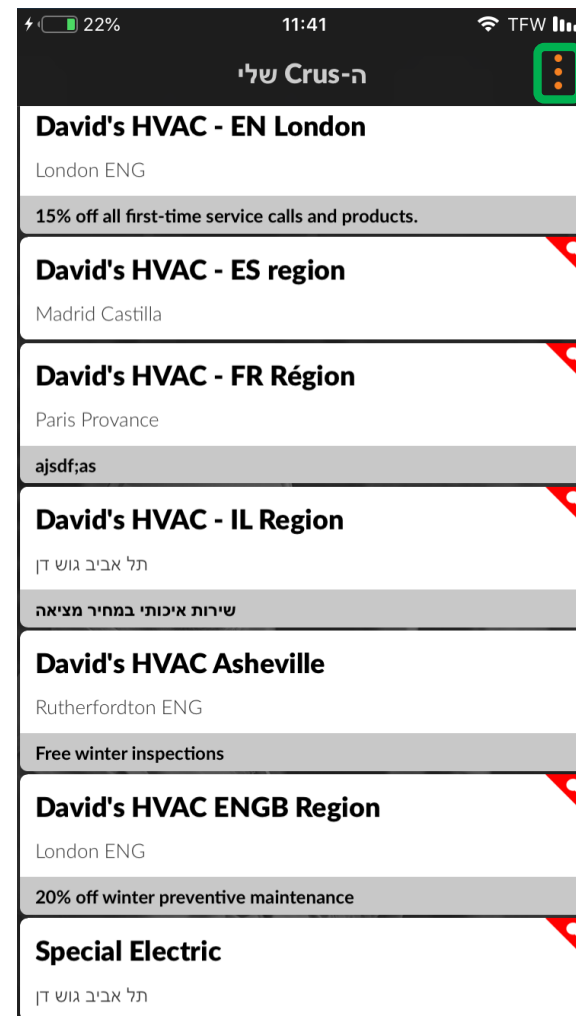 22%
11:41
TFW
ה-Crus שלי
David's HVAC - EN London
London ENG
15% off all first-time service calls and products.
David's HVAC - ES region
Madrid Castilla
David's HVAC - FR Région
Paris Provance
ajsdf;as
David's HVAC - IL Region
תל אביב גוש דן
שירות איכותי במחיר מציאה
David's HVAC Asheville
Rutherfordton ENG
Free winter inspections
David's HVAC ENGB Region
London ENG
20% off winter preventive maintenance
Special Electric
תל אביב גוש דן